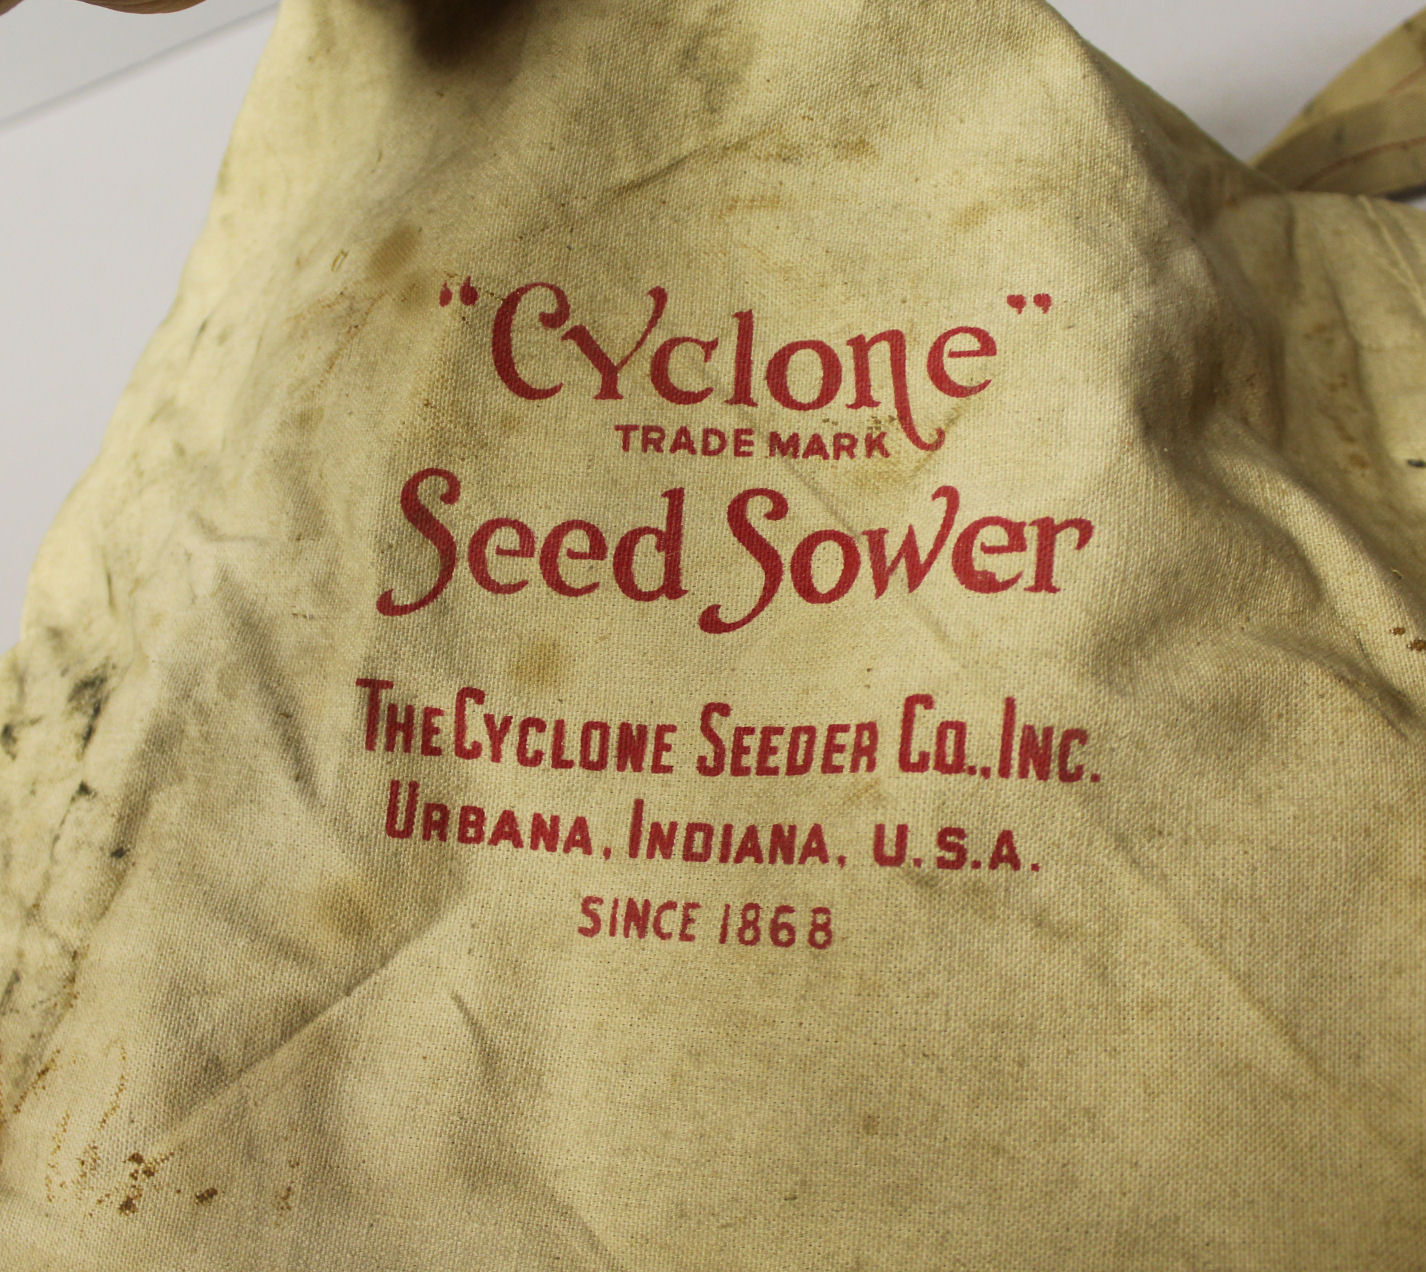 “Cyclone”
TRADE MARK
Seed Sower
THE CYCLONE SEEDER CO., INC.
URBANA, INDIANA, U.S.A.
SINCE 1868